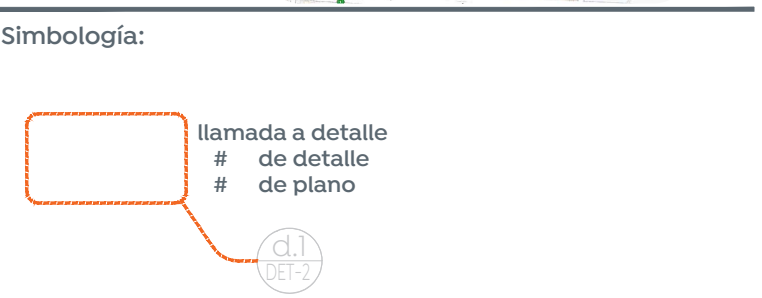 Simbología:
llamada a detalle
# de detalle
# de plano
d.1
DET-2